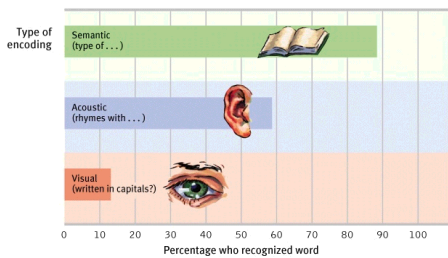 Type of
encoding
Semantic
(type of . . .)
Acoustic
(rhymes with . . .)
Visual
(written in capitals?)
0 10 20 30 40 50 60 70 80 90 100
Percentage who recognized word